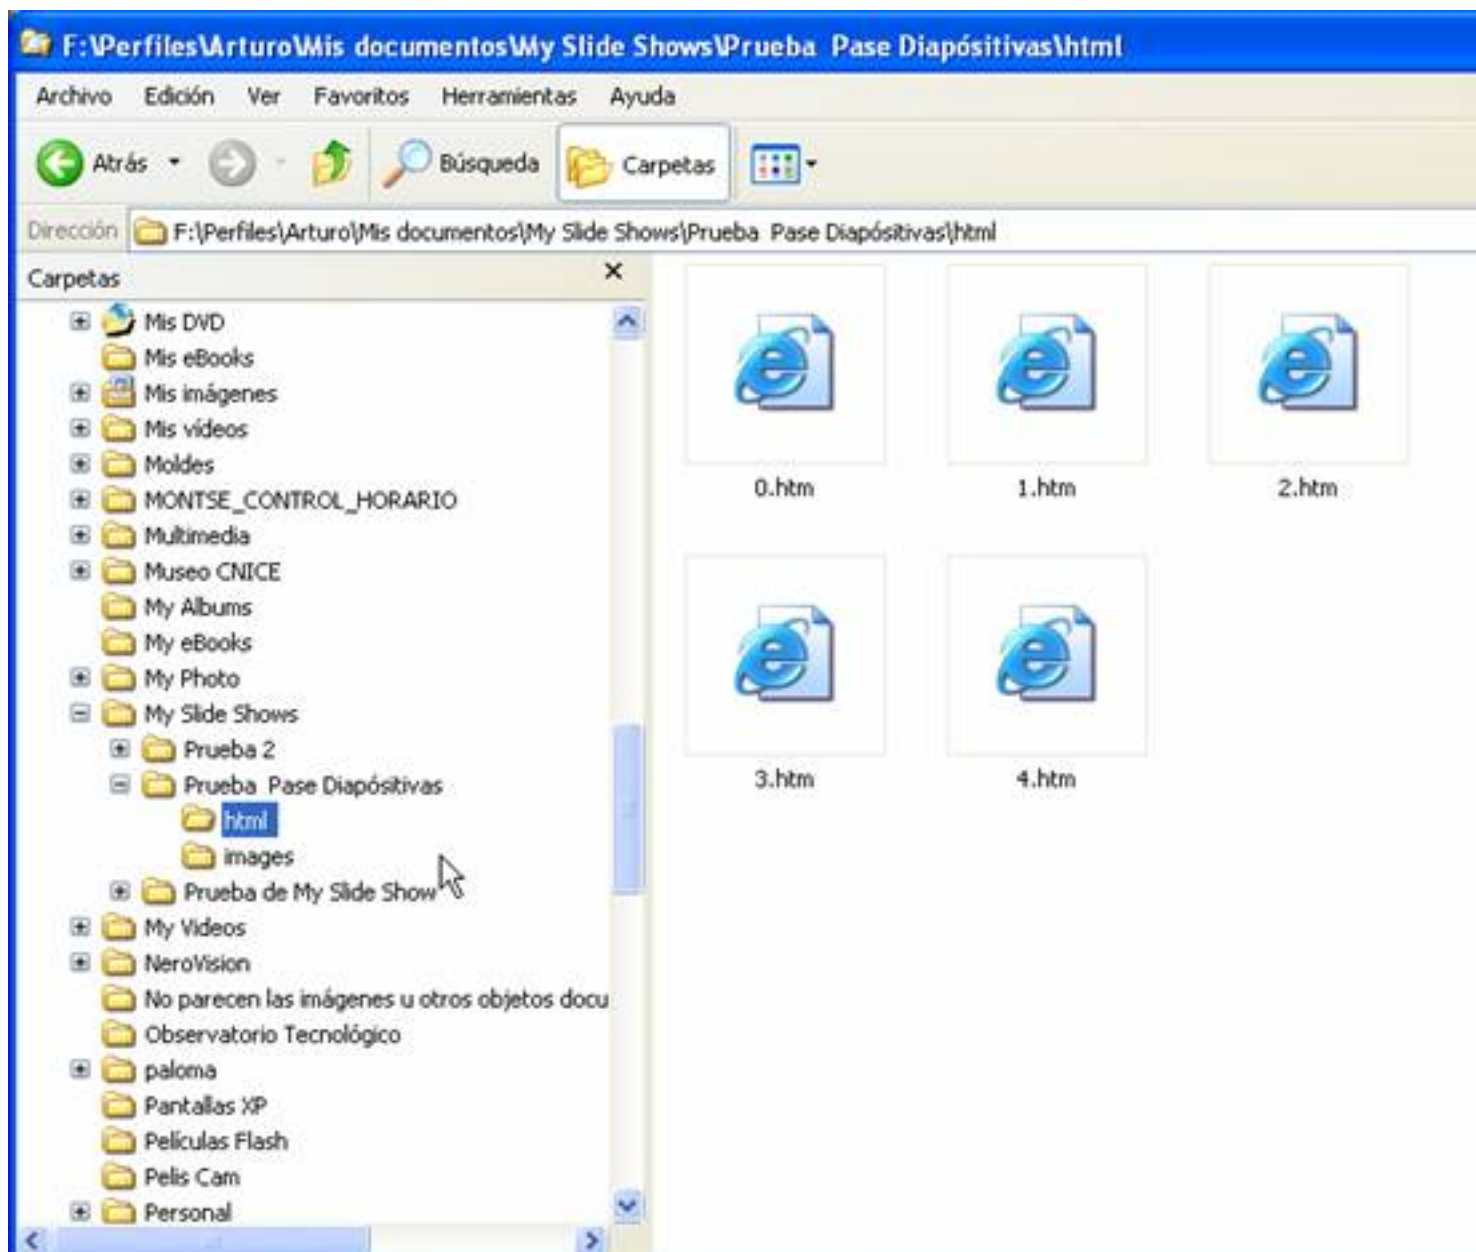 F:\Perfiles\Arturo\Mis documentos\My Slide Shows\Prueba  Pase Diapósitivas\html
Archivo Edición Ver Favoritos Herramientas Ayuda
Atrás Búsqueda Carpetas
Dirección F:\Perfiles\Arturo\Mis documentos\My Slide Shows\Prueba  Pase Diapósitivas\html
Carpetas
Mis DVD
Mis eBooks
Mis imágenes
Mis vídeos
Moldes
MONTSE_CONTROL_HORARIO
Multimedia
Museo CNICE
My Albums
My eBooks
My Photo
My Slide Shows
Prueba 2
Prueba  Pase Diapósitivas
html
images
Prueba de My Slide Show
My Videos
NeroVision
No parecen las imágenes u otros objetos docu
Observatorio Tecnológico
paloma
Pantallas XP
Películas Flash
Pelis Cam
Personal
0.htm 1.htm 2.htm
3.htm 4.htm